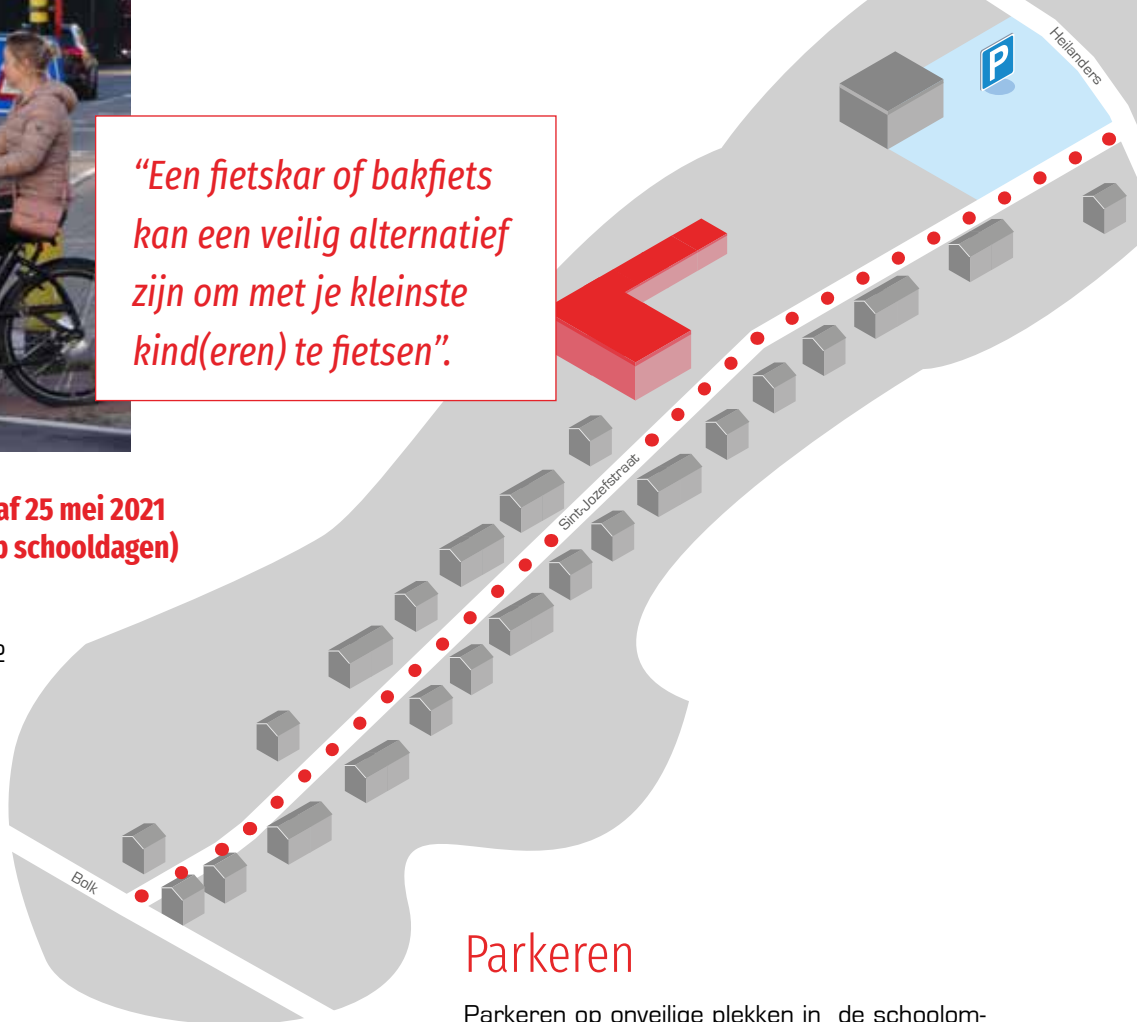 P
Heilanders
“Een fietskar of bakfiets
kan een veilig alternatief
zijn om met je kleinste
kind(eren) te fietsen”.
Sint-Jozefstraat
25 mei 2021
schooldagen)
Bolk
Parkeren
Parkeren op onveilige plekken in de schoolom-